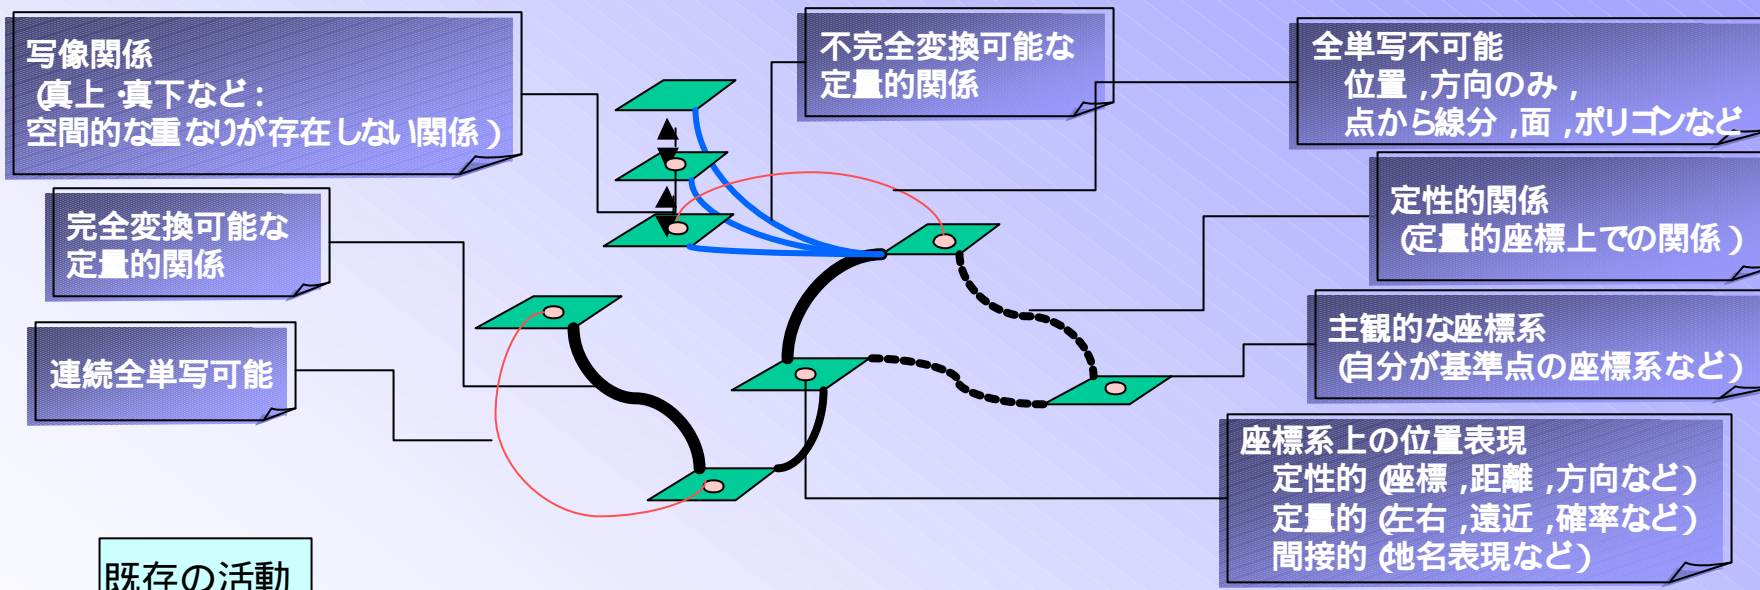 写像関係
(真上・真下など:
空間的な重なりが存在しない関係)
不完全変換可能な
定量的関係
全単写不可能
位置,方向のみ,
点から線分,面,ポリゴンなど
完全変換可能な
定量的関係
定性的関係
(定量的座標上での関係)
連続全単写可能
主観的な座標系
(自分が基準点の座標系など)
座標系上の位置表現
定性的(座標,距離,方向など)
定量的(左右,遠近,確率など)
間接的(地名表現など)
既存の活動